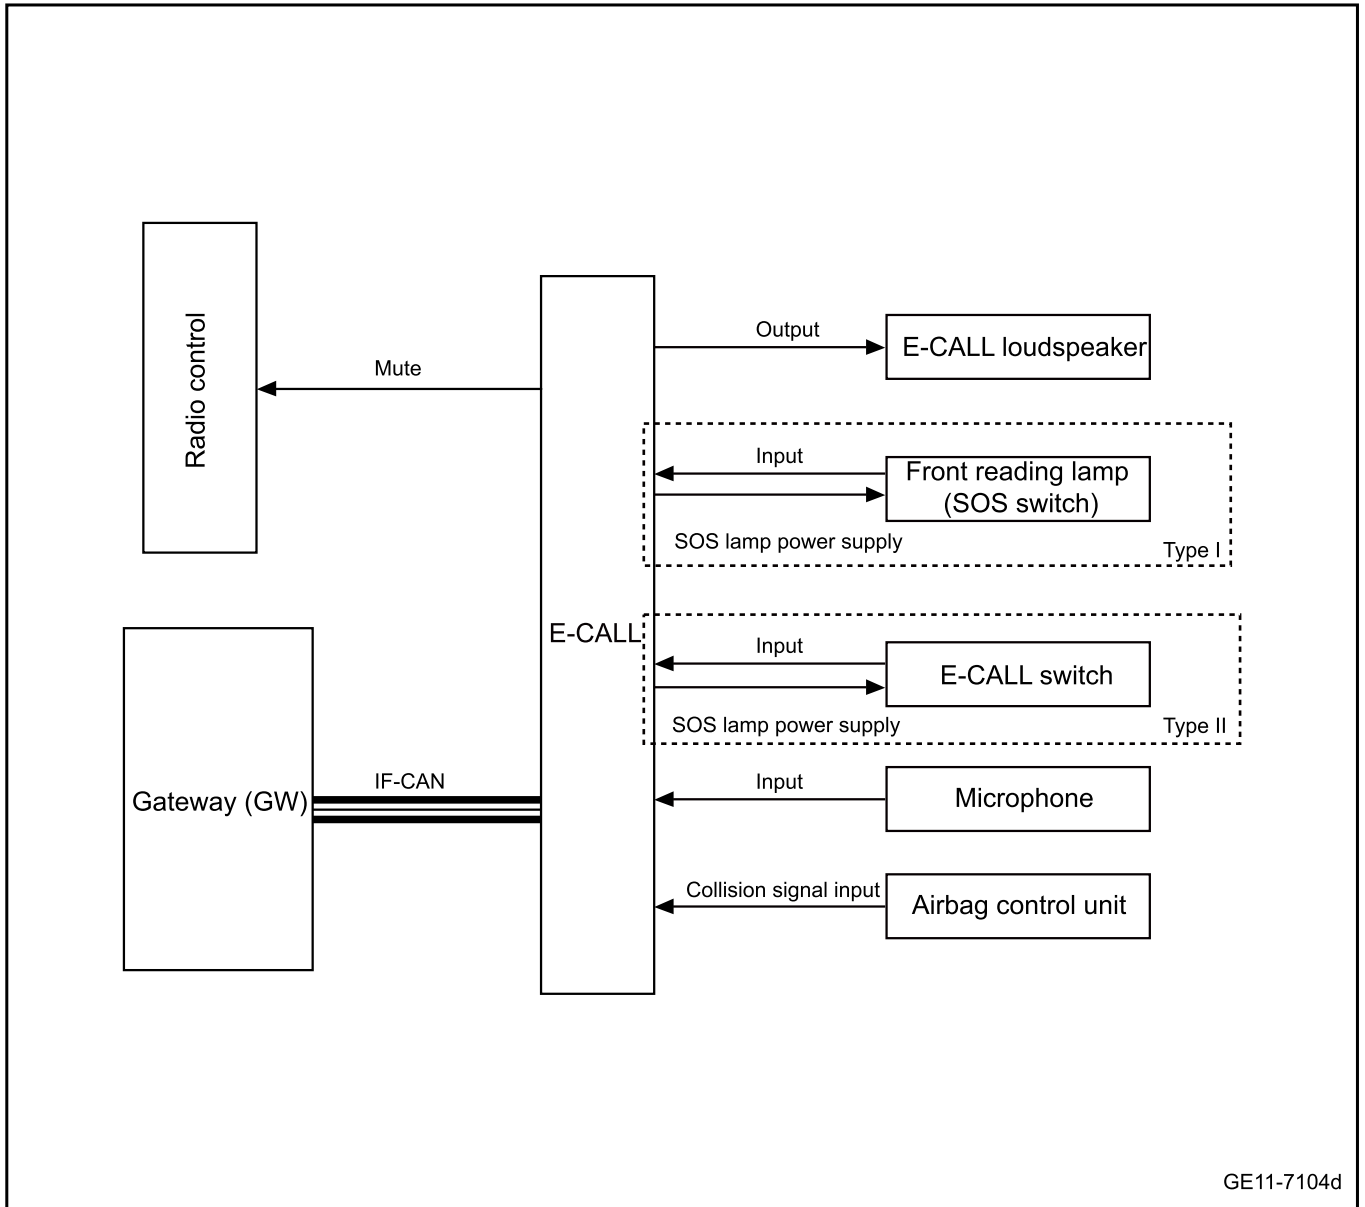 Radio control
Mute
Output
E-CALL loudspeaker
Input
Front reading lamp
(SOS switch)
SOS lamp power supply
Type I
E-CALL
Input
E-CALL switch
SOS lamp power supply
Type II
Gateway (GW)
IF-CAN
Input
Microphone
Collision signal input
Airbag control unit
GE11-7104d